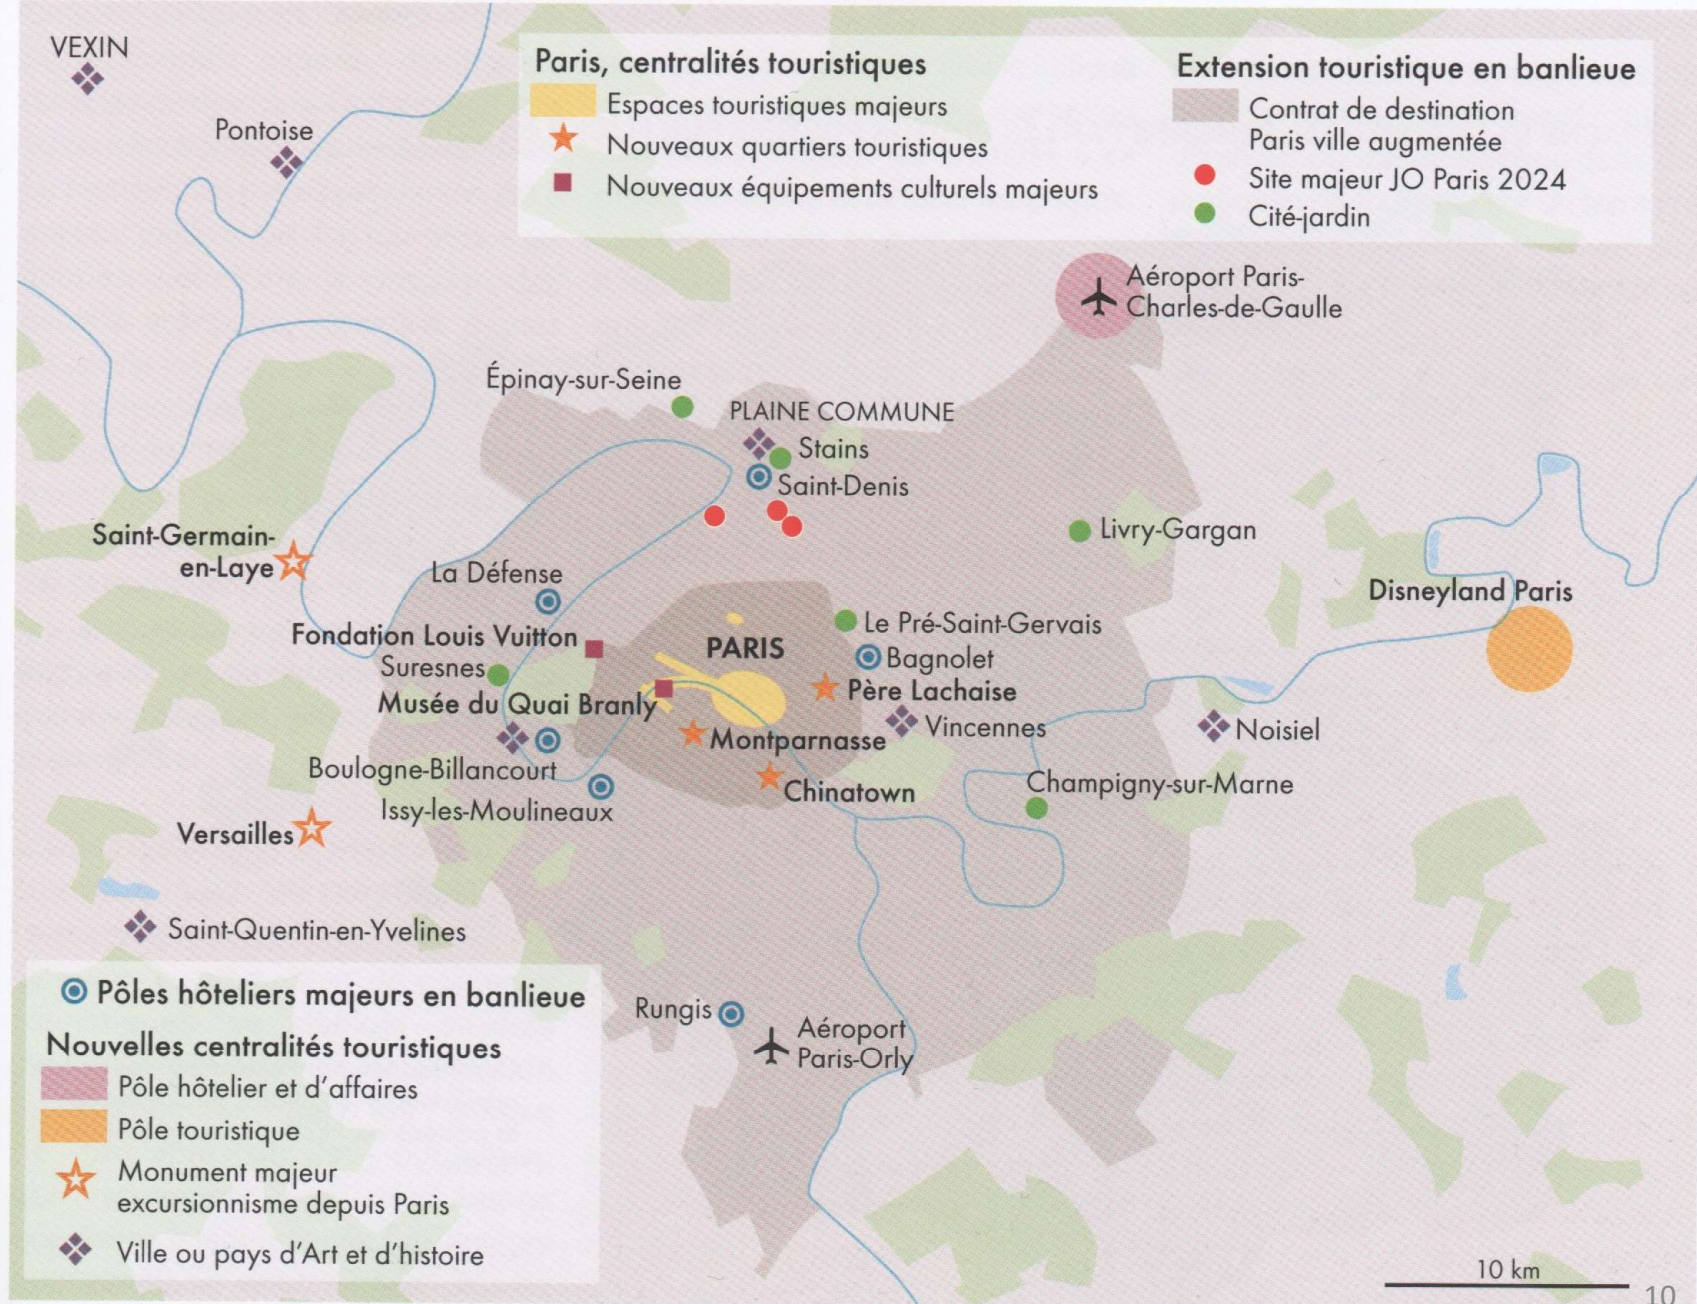 VEXIN
Pontoise
Paris, centralités touristiques
Espaces touristiques majeurs
Nouveaux quartiers touristiques
Nouveaux équipements culturels majeurs
Extension touristique en banlieue
Contrat de destination
Paris ville augmentée
Site majeur JO Paris 2024
Cité-jardin
Aéroport Paris-
Charles-de-Gaulle
Épinay-sur-Seine
PLAINE COMMUNE
Stains
Saint-Denis
Livry-Gargan
Saint-Germain-
en-Laye
La Défense
Disneyland Paris
Fondation Louis Vuitton
PARIS
Le Pré-Saint-Gervais
Suresnes
Bagnolet
Musée du Quai Branly
Père Lachaise
Vincennes
Noisiel
Montparnasse
Boulogne-Billancourt
Chinatown
Champigny-sur-Marne
Issy-les-Moulineaux
Versailles
Saint-Quentin-en-Yvelines
Rungis
Aéroport
Paris-Orly
Pôles hôteliers majeurs en banlieue
Nouvelles centralités touristiques
Pôle hôtelier et d'affaires
Pôle touristique
Monument majeur
excursionnisme depuis Paris
Ville ou pays d'Art et d'histoire
10 km
10